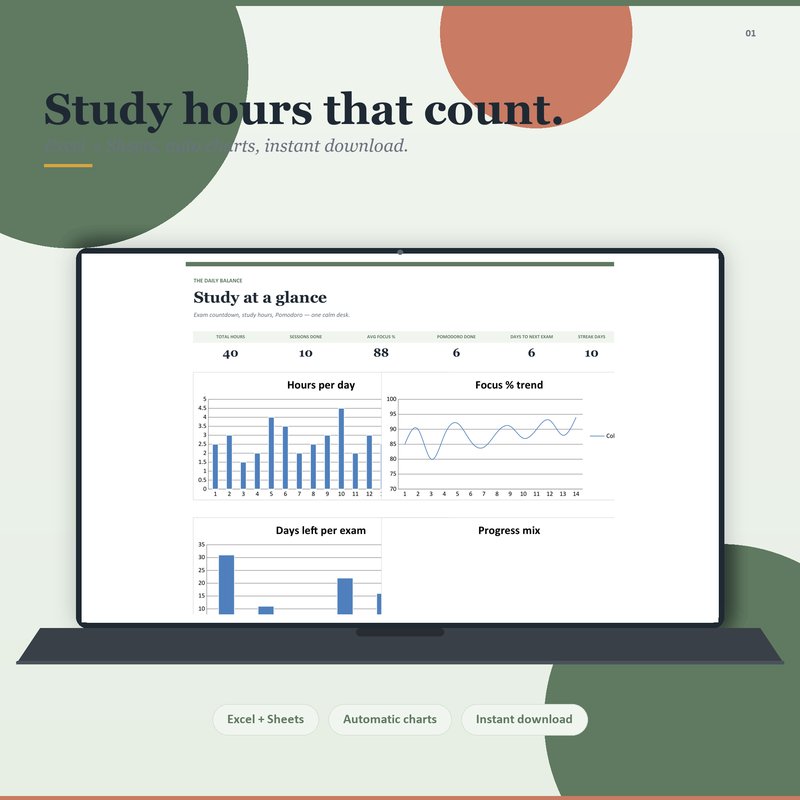 01
Study hours that count.
Excel + Sheets, auto charts, instant download.
THE DAILY BALANCE
Study at a glance
Exam countdown, study hours, Pomodoro — one calm desk.
TOTAL HOURS SESSIONS DONE AVG FOCUS % POMODORO DONE DAYS TO NEXT EXAM STREAK DAYS
40 10 88 6 6 10
Hours per day
5
4.5
4
3.5
3
2.5
2
1.5
1
0.5
0
1 2 3 4 5 6 7 8 9 10 11 12
Focus % trend
100
95
90
85
80
75
70
1 2 3 4 5 6 7 8 9 10 11 12 13 14
Col
Days left per exam
35
30
25
20
15
10
Progress mix
Excel + Sheets
Automatic charts
Instant download